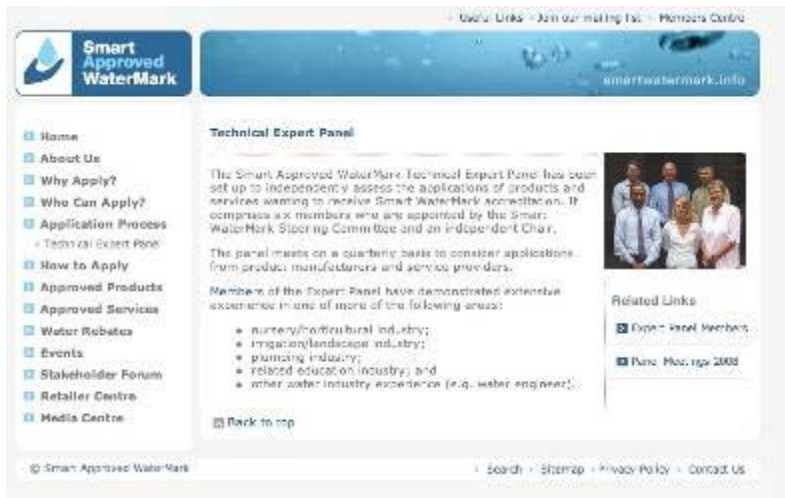 Useful Links Join our mailing list Members Centre
Smart
Approved
WaterMark
smartwatermark.info
Home
About Us
Why Apply?
Who Can Apply?
Application Process
Technical Expert Panel
How to Apply
Approved Products
Approved Services
Water Rebates
Events
Stakeholder Forum
Retailer Centre
Media Centre
Technical Expert Panel
The Smart Approved WaterMark Technical Expert Panel has been
set up to independently assess the applications of products and
services wanting to receive Smart WaterMark accreditation. It
comprises six members who are appointed by the Smart
WaterMark Steering Committee and an independent Chair.
The panel meets on a quarterly basis to consider applications
from product manufacturers and service providers.
Members of the Expert Panel have demonstrated extensive
experience in one of more of the following areas:
nursery/horticultural industry;
irrigation/landscape industry;
plumbing industry;
related education industry; and
other water industry experience (e.g. water engineer).
Back to top
Related Links
Expert Panel Members
Panel Meetings 2008
© Smart Approved WaterMark
Search Sitemap Privacy Policy Contact Us